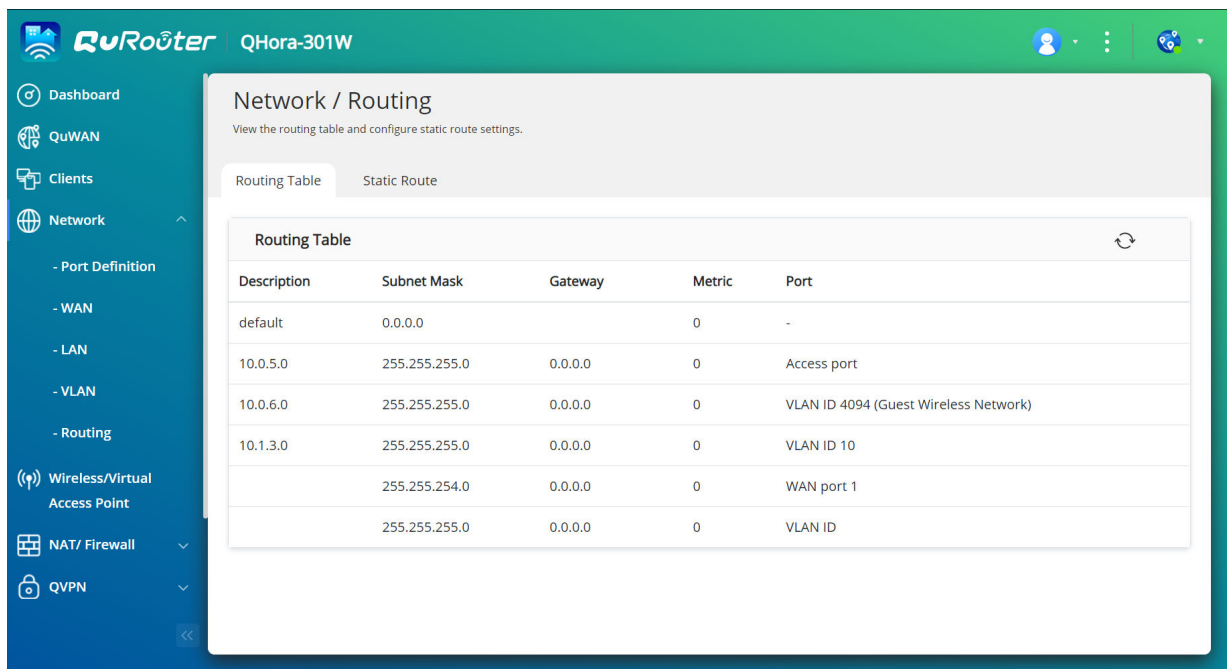 QuRouter QHora-301W
Dashboard
QuWAN
Clients
Network
- Port Definition
- WAN
- LAN
- VLAN
- Routing
Wireless/Virtual
Access Point
NAT/ Firewall
QVPN
Network / Routing
View the routing table and configure static route settings.
Routing Table Static Route
Routing Table
Description Subnet Mask Gateway Metric Port
default 0.0.0.0 0 -
10.0.5.0 255.255.255.0 0.0.0.0 0 Access port
10.0.6.0 255.255.255.0 0.0.0.0 0 VLAN ID 4094 (Guest Wireless Network)
10.1.3.0 255.255.255.0 0.0.0.0 0 VLAN ID 10
255.255.254.0 0.0.0.0 0 WAN port 1
255.255.255.0 0.0.0.0 0 VLAN ID